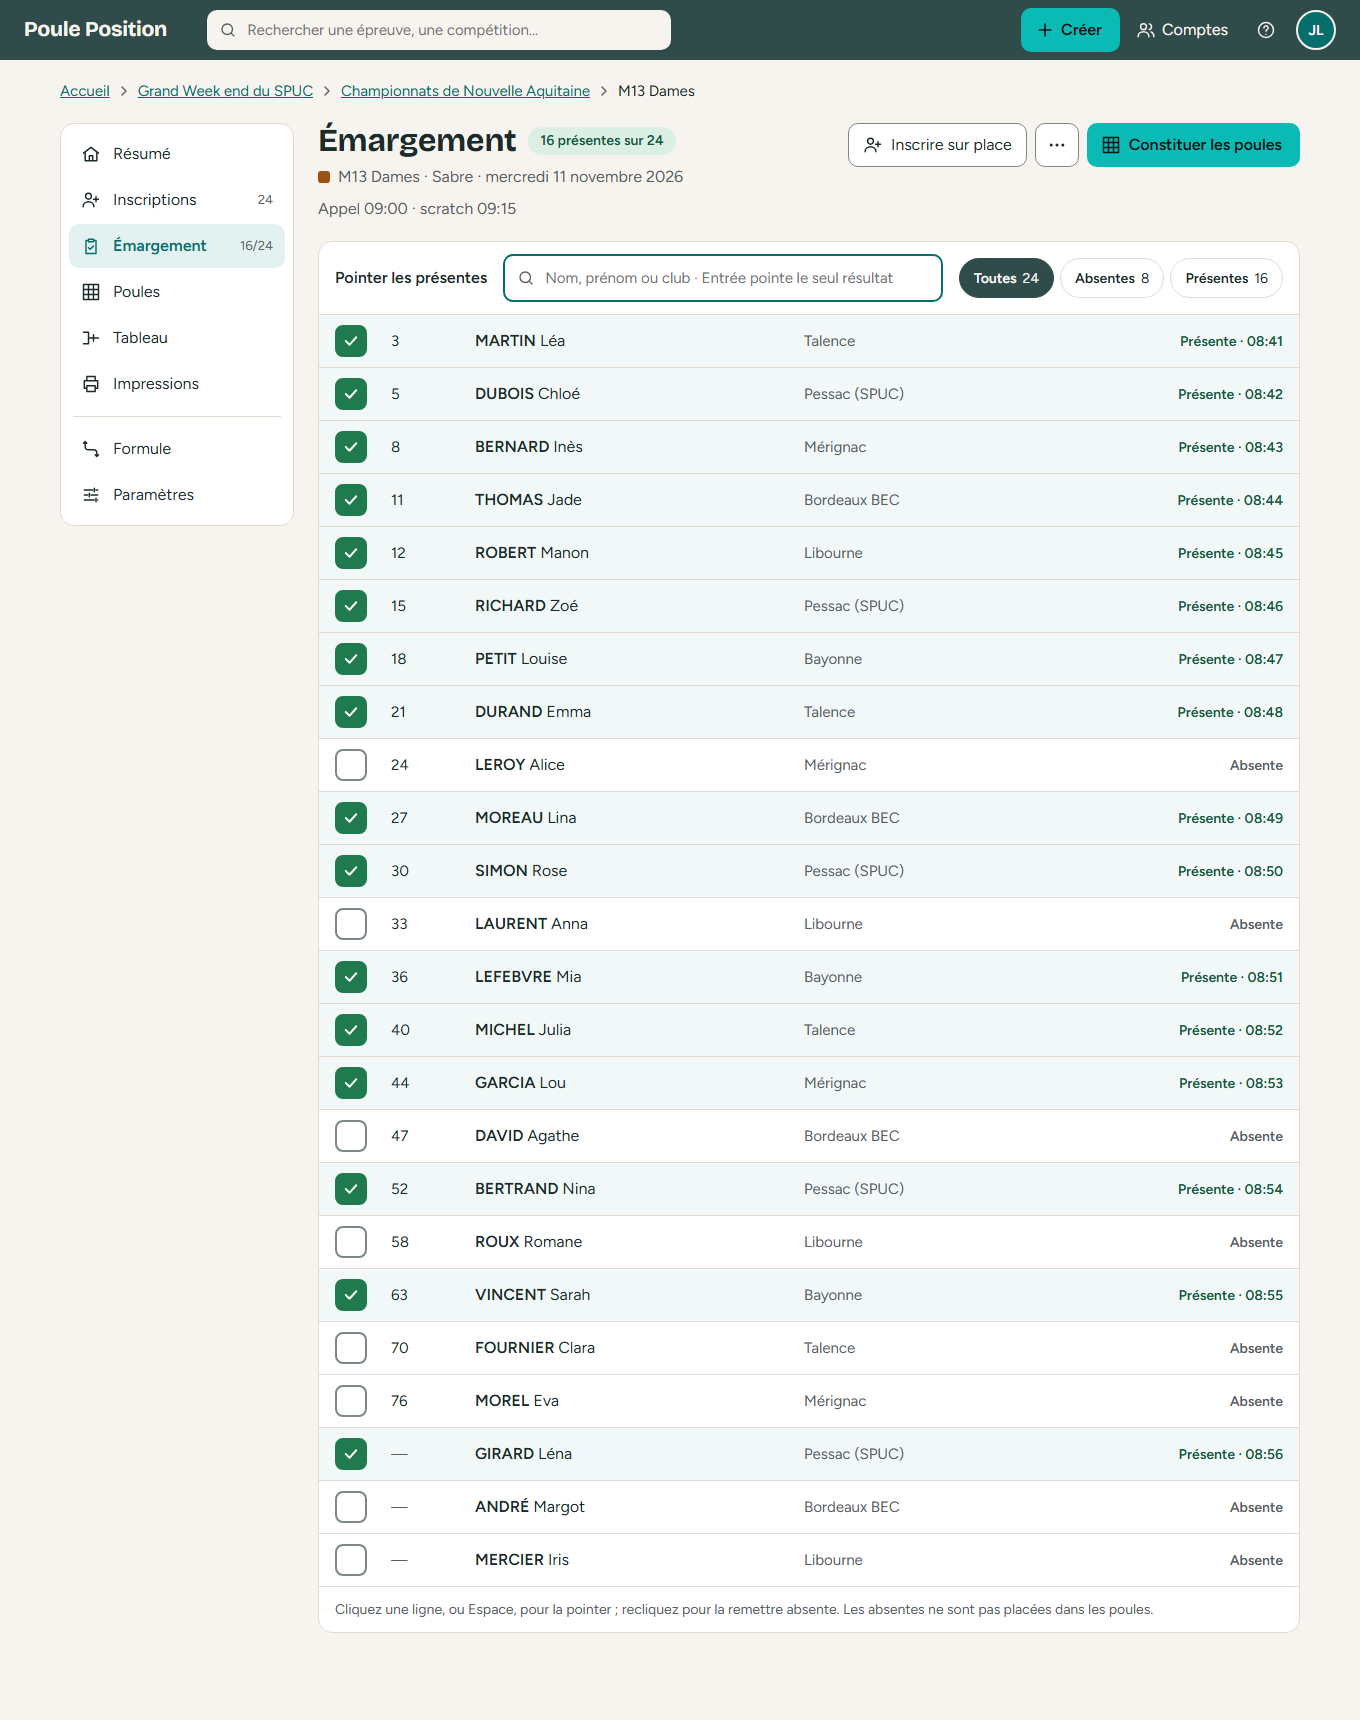 Poule Position
Rechercher une épreuve, une compétition...
Créer
Comptes
JL
Accueil > Grand Week end du SPUC > Championnats de Nouvelle Aquitaine > M13 Dames
Résumé
Inscriptions 24
Émargement 16/24
Poules
Tableau
Impressions
Formule
Paramètres
Émargement 16 présentes sur 24
M13 Dames · Sabre · mercredi 11 novembre 2026
Appel 09:00 · scratch 09:15
Inscrire sur place
Constituer les poules
Pointer les présentes
Nom, prénom ou club · Entrée pointe le seul résultat
Toutes 24 Absentes 8 Présentes 16
3 MARTIN Léa Talence Présente · 08:41
5 DUBOIS Chloé Pessac (SPUC) Présente · 08:42
8 BERNARD Inès Mérignac Présente · 08:43
11 THOMAS Jade Bordeaux BEC Présente · 08:44
12 ROBERT Manon Libourne Présente · 08:45
15 RICHARD Zoé Pessac (SPUC) Présente · 08:46
18 PETIT Louise Bayonne Présente · 08:47
21 DURAND Emma Talence Présente · 08:48
24 LEROY Alice Mérignac Absente
27 MOREAU Lina Bordeaux BEC Présente · 08:49
30 SIMON Rose Pessac (SPUC) Présente · 08:50
33 LAURENT Anna Libourne Absente
36 LEFEBVRE Mia Bayonne Présente · 08:51
40 MICHEL Julia Talence Présente · 08:52
44 GARCIA Lou Mérignac Présente · 08:53
47 DAVID Agathe Bordeaux BEC Absente
52 BERTRAND Nina Pessac (SPUC) Présente · 08:54
58 ROUX Romane Libourne Absente
63 VINCENT Sarah Bayonne Présente · 08:55
70 FOURNIER Clara Talence Absente
76 MOREL Eva Mérignac Absente
— GIRARD Léna Pessac (SPUC) Présente · 08:56
— ANDRÉ Margot Bordeaux BEC Absente
— MERCIER Iris Libourne Absente
Cliquez une ligne, ou Espace, pour la pointer ; recliquez pour la remettre absente. Les absentes ne sont pas placées dans les poules.